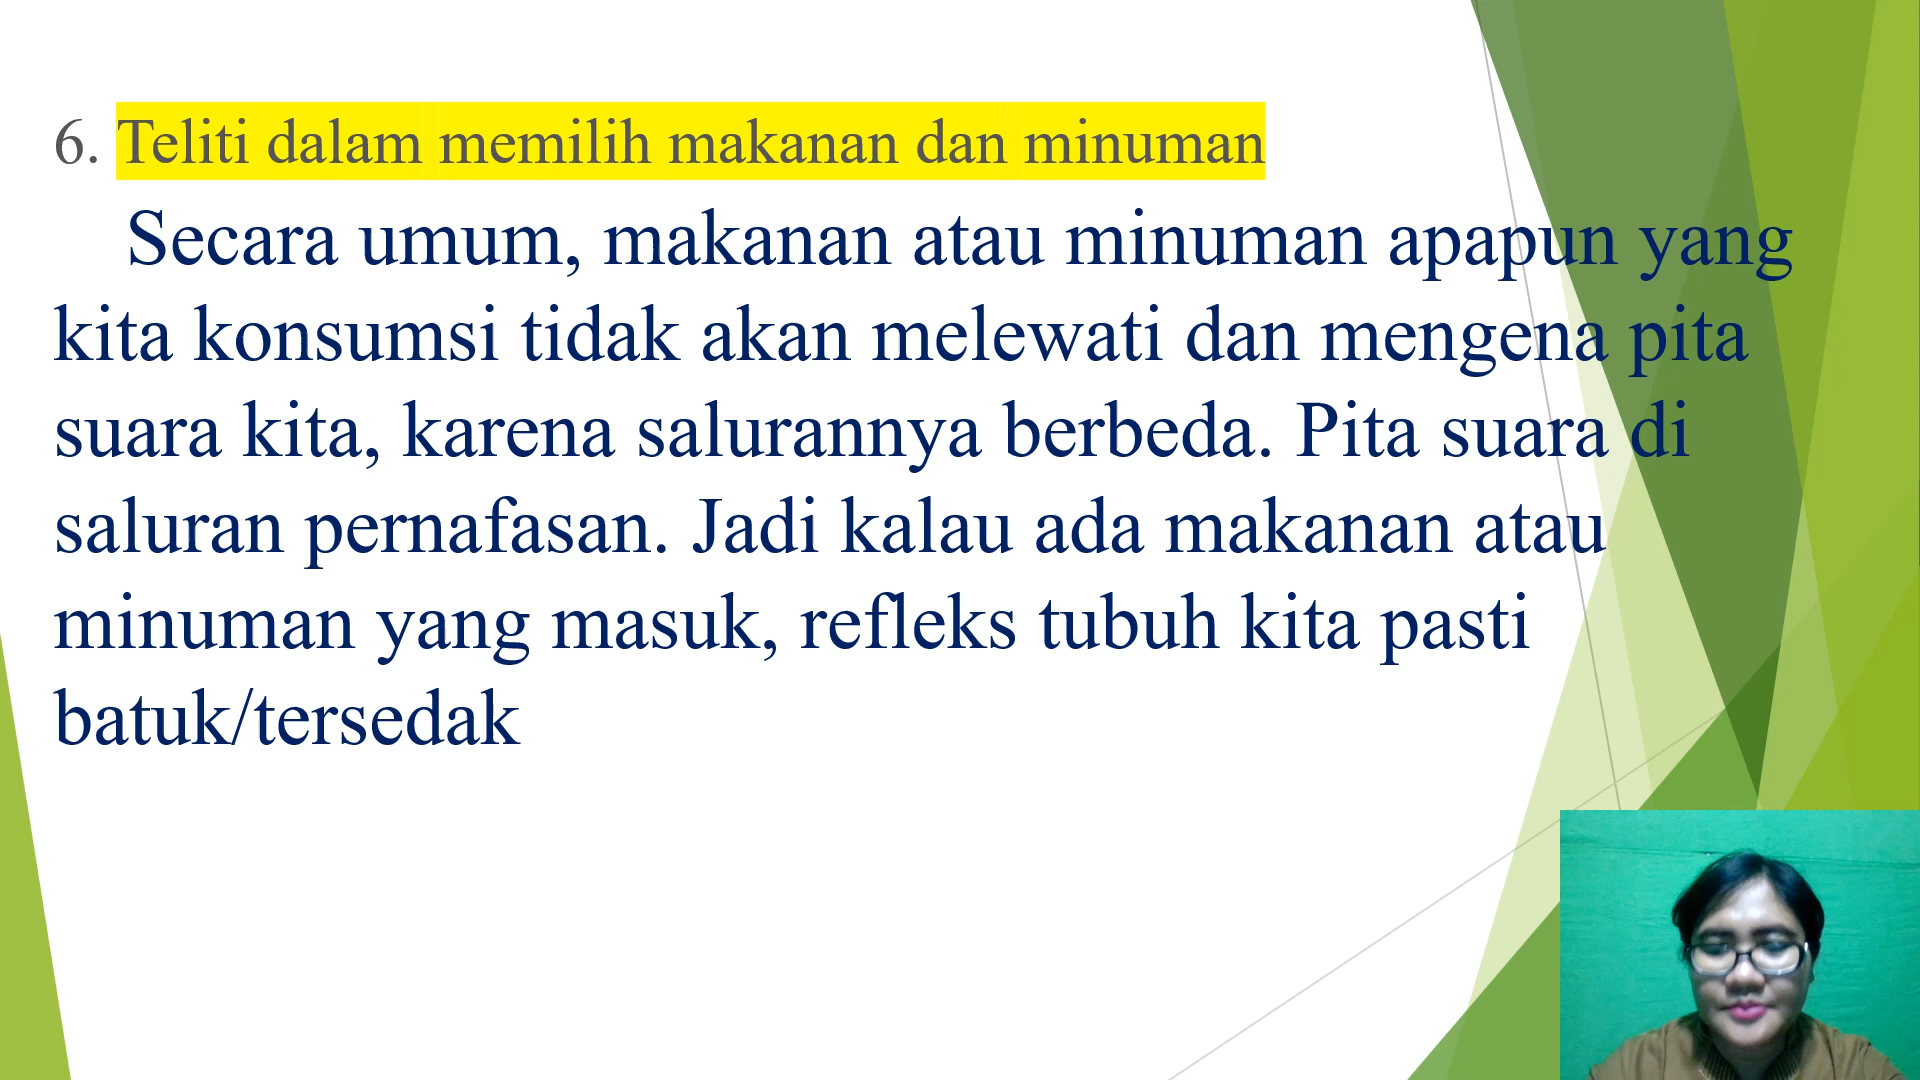 6. Teliti dalam memilih makanan dan minuman
Secara umum, makanan atau minuman apapun yang
kita konsumsi tidak akan melewati dan mengena pita
suara kita, karena salurannya berbeda. Pita suara di
saluran pernafasan. Jadi kalau ada makanan atau
minuman yang masuk, refleks tubuh kita pasti
batuk/tersedak